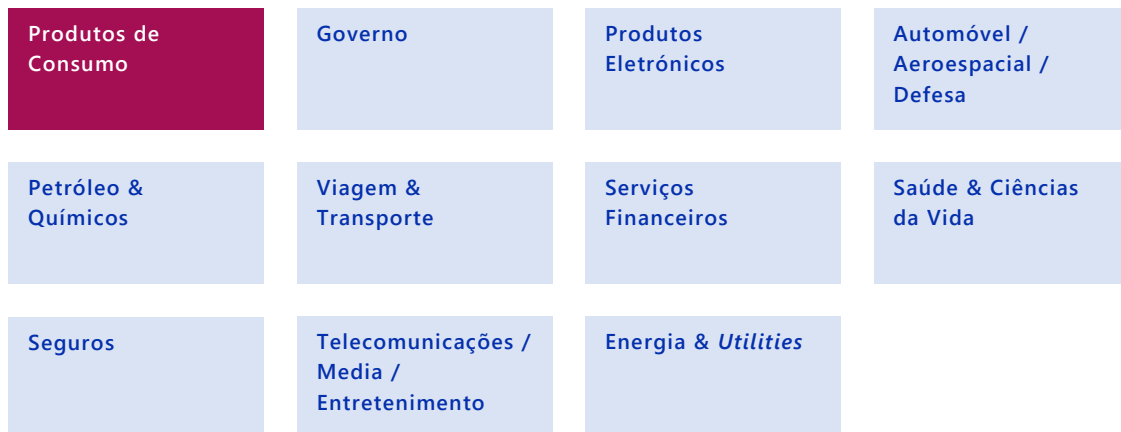 Produtos de
Consumo
Governo
Produtos
Eletrónicos
Automóvel /
Aeroespacial /
Defesa
Petróleo &
Químicos
Viagem &
Transporte
Serviços
Financeiros
Saúde & Ciências
da Vida
Seguros
Telecomunicações /
Media /
Entretenimento
Energia & Utilities